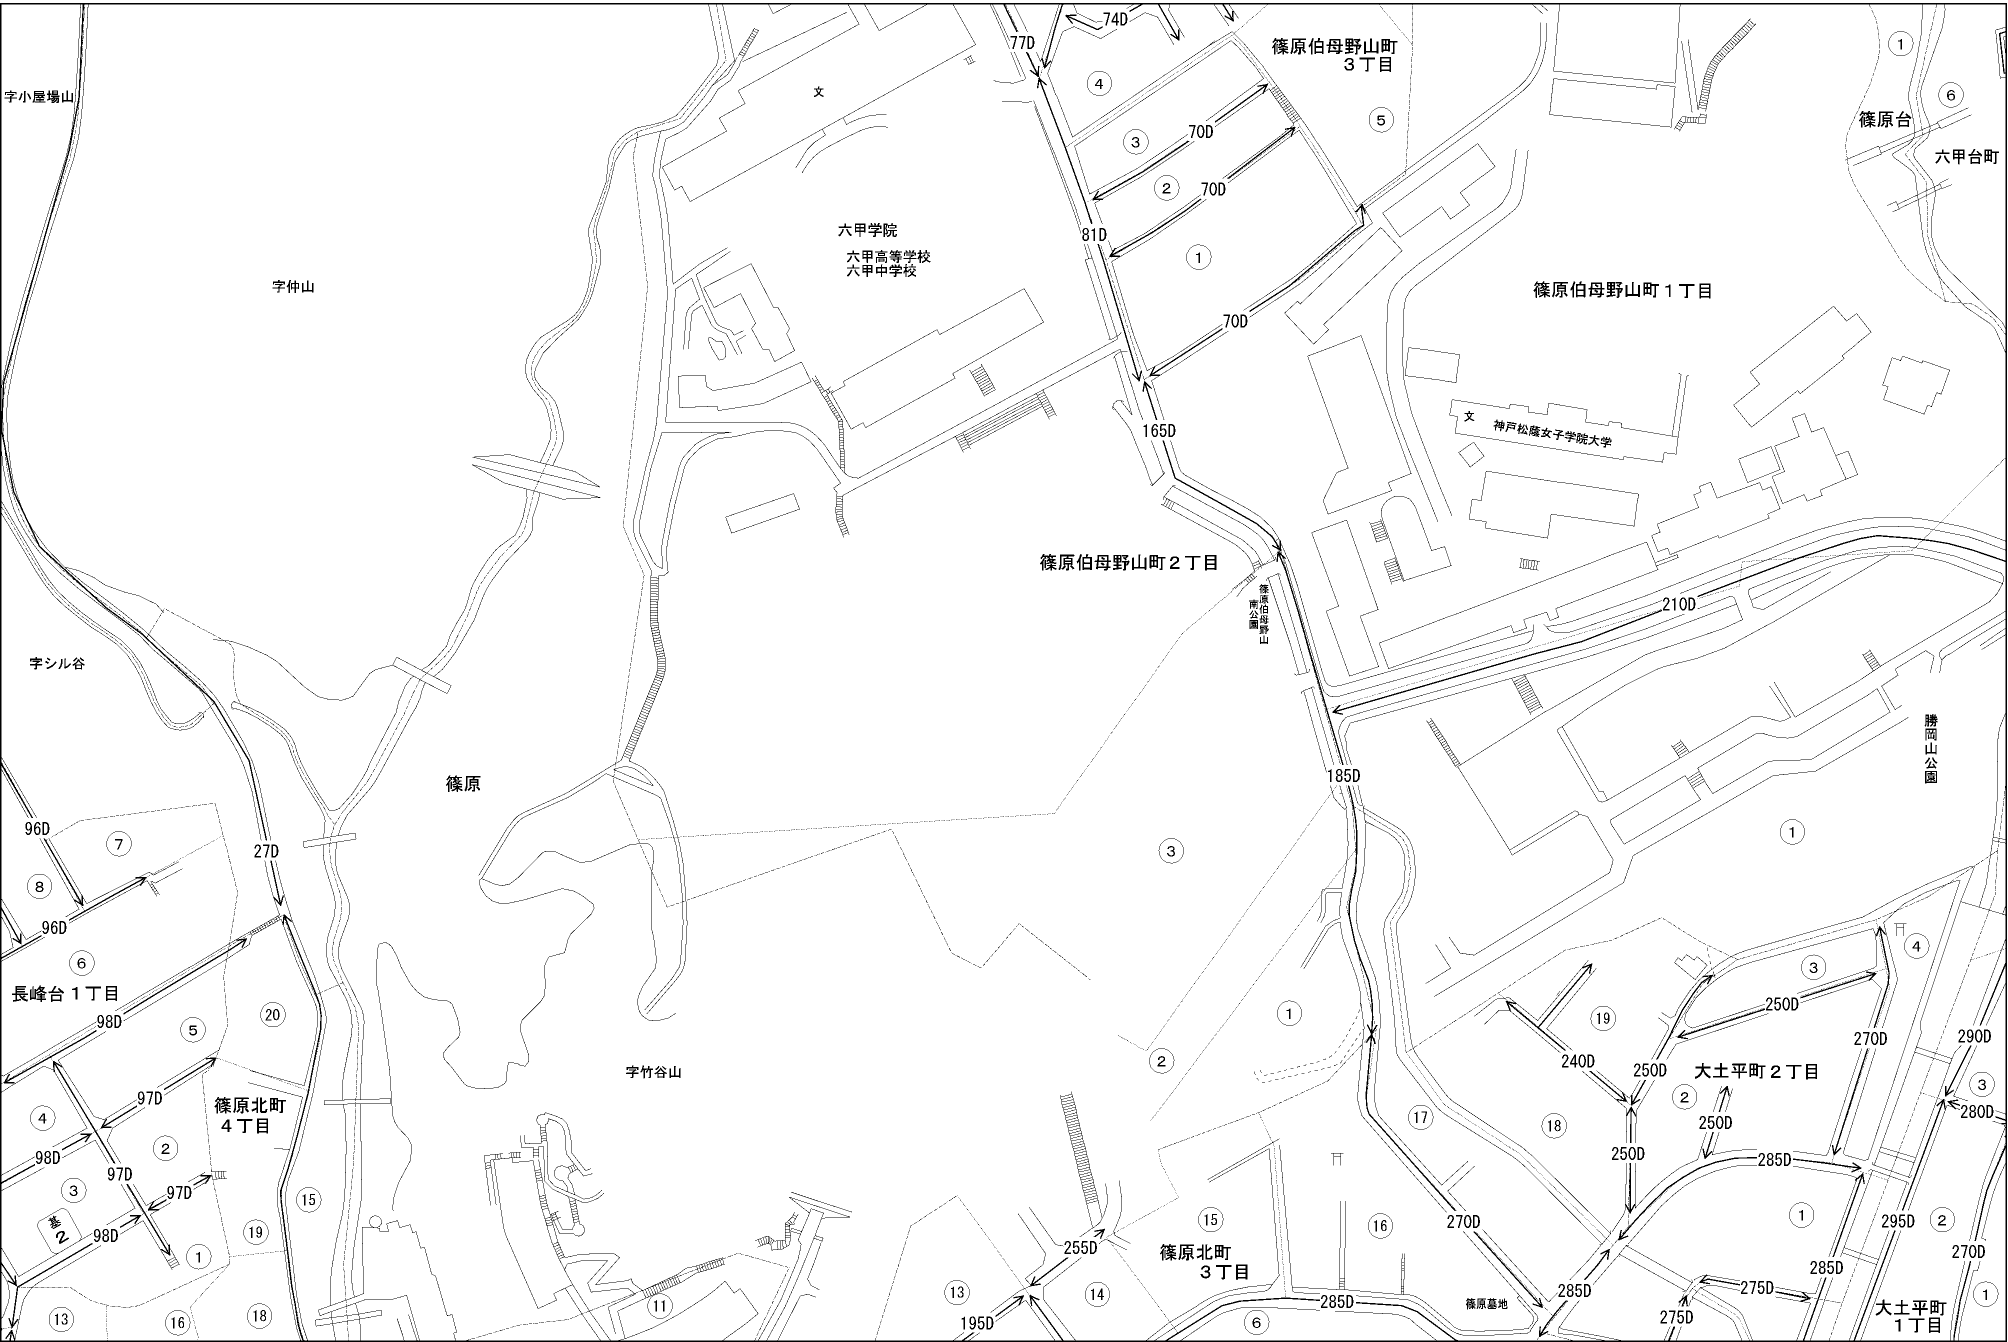 77D
74D
篠原伯母野山町
3丁目
①
字小屋場山
文
④
⑥
篠原台
⑤
70D
③
六甲台町
②
70D
六甲学院
81D
六甲高等学校
六甲中学校
①
字仲山
篠原伯母野山町1丁目
70D
165D
文
神戸松蔭女子学院大学
篠原伯母野山町2丁目
篠原伯母野山
南公園
210D
字シル谷
勝岡山公園
185D
篠原
96D
⑦
27D
③
①
⑧
96D
⑥
④
③
長峰台1丁目
98D
⑳
⑤
①
⑲
250D
270D
290D
②
240D
250D
大土平町2丁目
字竹谷山
③
97D
篠原北町
4丁目
④
②
280D
⑰
⑱
250D
②
98D
97D
250D
285D
③
97D
⑮
基
2
98D
⑲
①
⑮
⑯
270D
①
295D
②
255D
篠原北町
3丁目
285D
270D
⑬
⑯
⑱
⑪
⑬
⑭
195D
285D
⑥
篠原墓地
285D
275D
275D
大土平町
1丁目
①